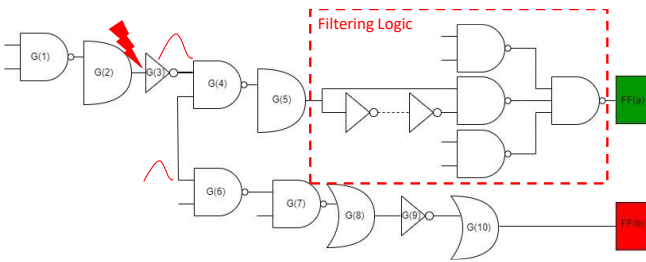 Filtering Logic
G(1)
G(2)
G(3)
G(4)
G(5)
FF(a)
G(6)
G(7)
G(8)
G(9)
G(10)
FF(b)